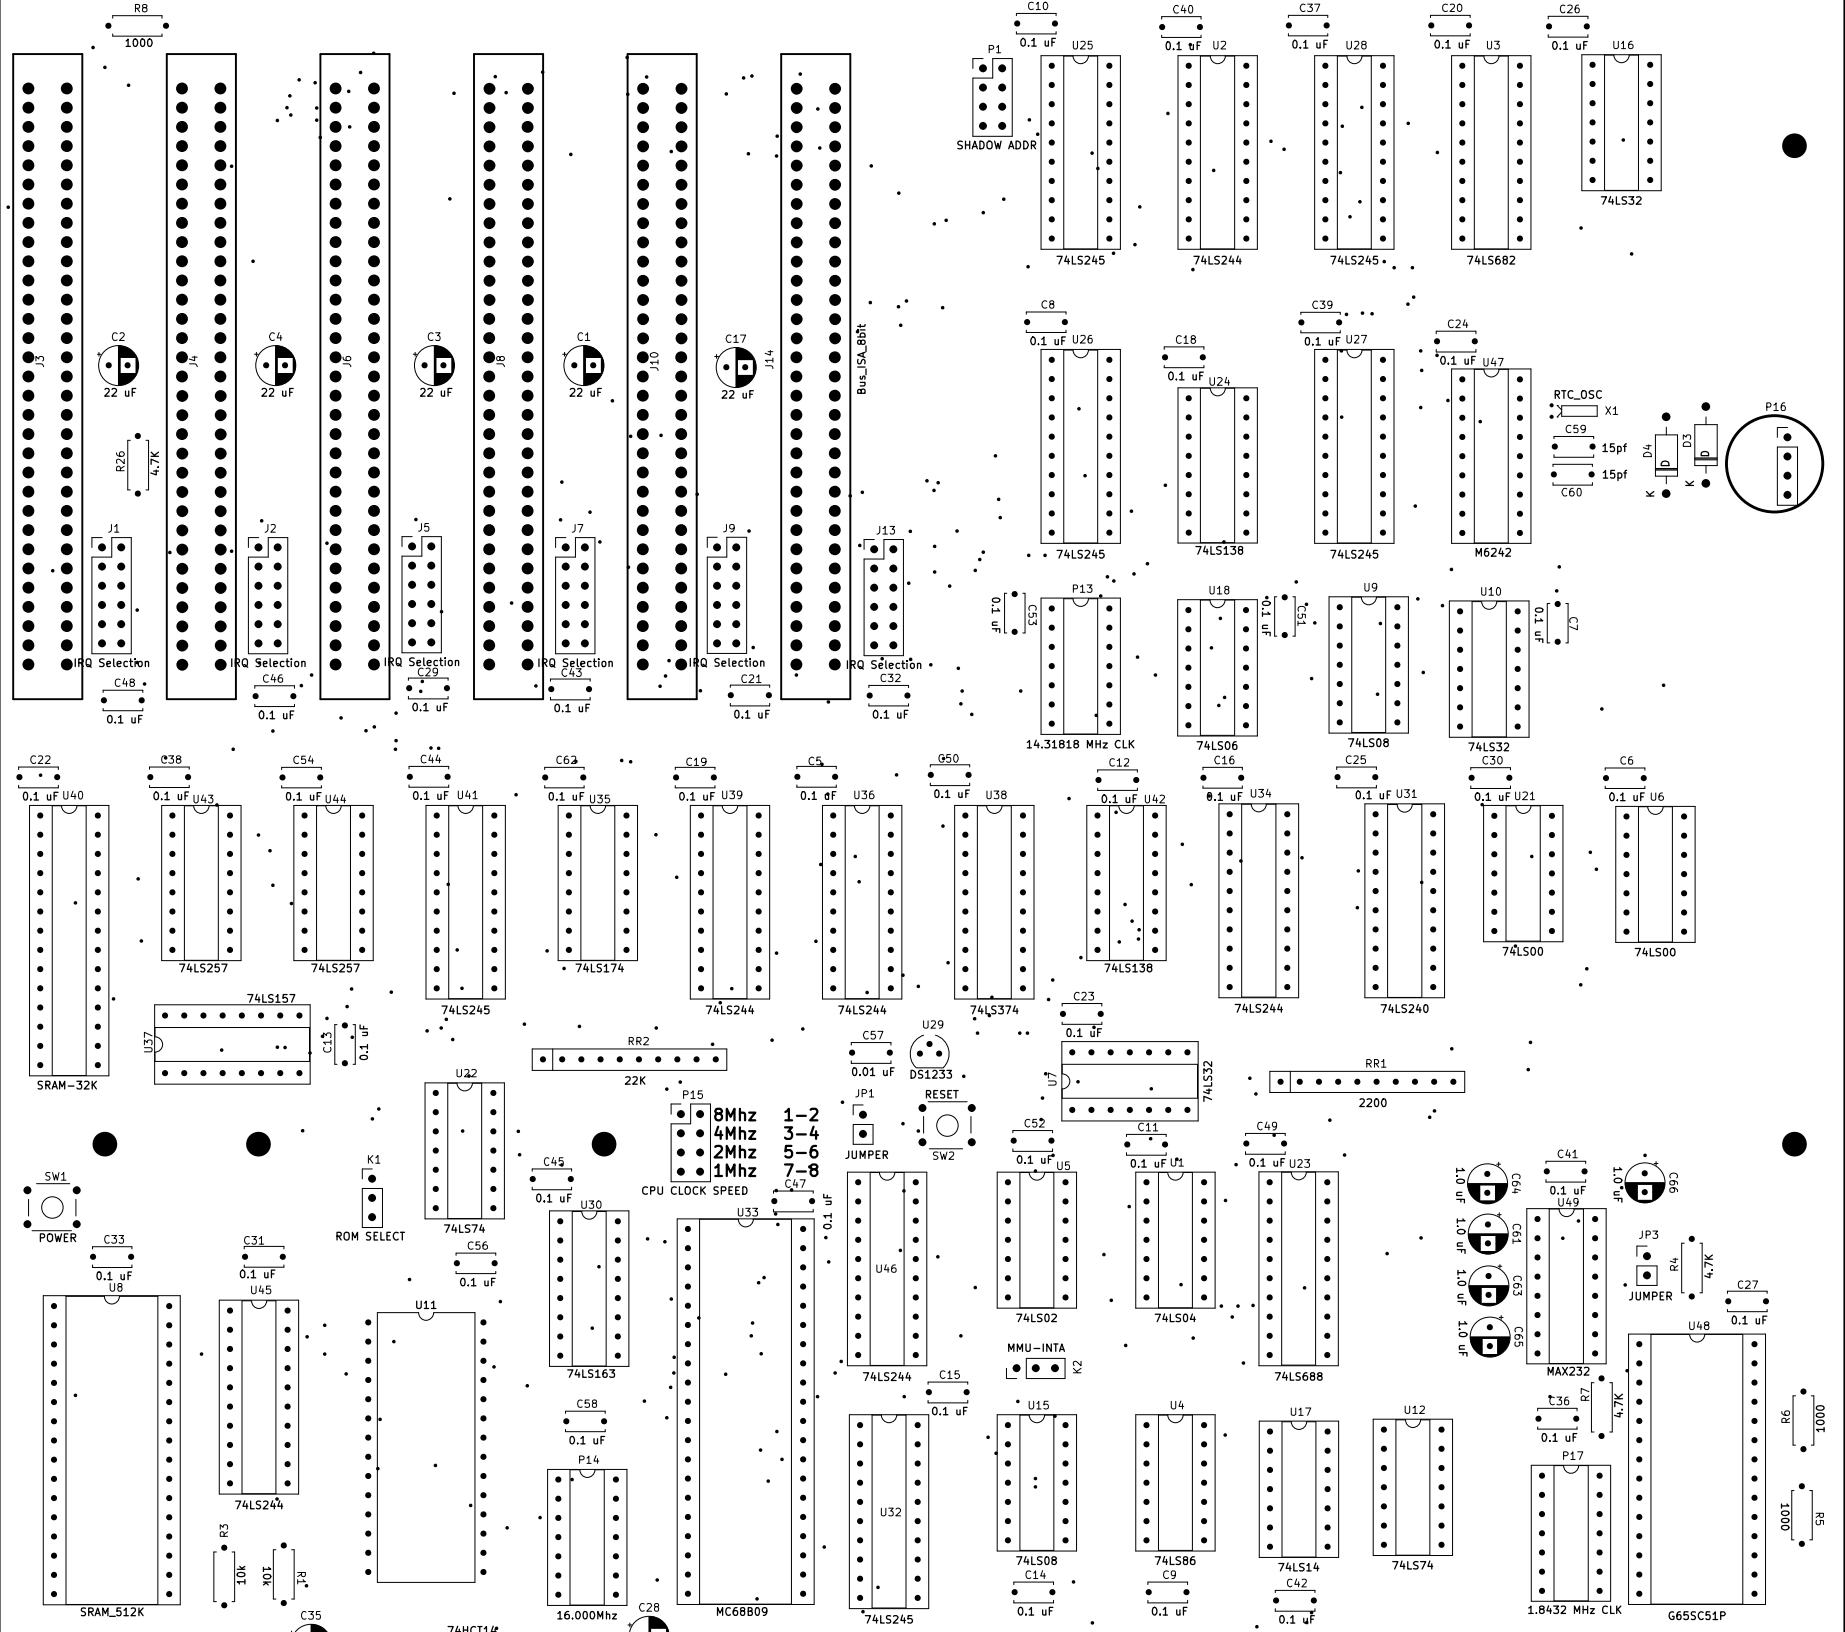 R8
1000
C10
0.1 uF
C40
0.1 uF
C37
0.1 uF
C20
0.1 uF
C26
0.1 uF
P1
SHADOW ADDR
U25
74LS245
U2
74LS244
U28
74LS245
U3
74LS682
U16
74LS32
J3
C2
22 uF
J4
C4
22 uF
J6
C3
22 uF
J8
C1
22 uF
J10
C17
22 uF
J14
Bus_ISA_8bit
R26
4.7K
C8
0.1 uF
U26
74LS245
C18
0.1 uF
U24
74LS138
C39
0.1 uF
U27
74LS245
C24
0.1 uF
U47
M6242
RTC_OSC
X1
C59
15pf
15pf
C60
D4
D
K
D3
D
K
P16
J1
IRQ Selection
J2
IRQ Selection
J5
IRQ Selection
J7
IRQ Selection
J9
IRQ Selection
J13
IRQ Selection
C48
0.1 uF
C46
0.1 uF
C29
0.1 uF
C43
0.1 uF
C21
0.1 uF
C32
0.1 uF
C53
0.1 uF
P13
14.31818 MHz CLK
U18
74LS06
C51
0.1 uF
U9
74LS08
U10
74LS32
C7
0.1 uF
C22
0.1 uF
U40
SRAM-32K
C38
0.1 uF
U43
74LS257
C54
0.1 uF
U44
74LS257
C44
0.1 uF
U41
74LS245
C62
0.1 uF
U35
74LS174
C19
0.1 uF
U39
74LS244
C5
0.1 uF
U36
74LS244
C50
0.1 uF
U38
74LS374
C12
0.1 uF
U42
74LS138
C16
0.1 uF
U34
74LS244
C25
0.1 uF
U31
74LS240
C30
0.1 uF
U21
74LS00
C6
0.1 uF
U6
74LS00
74LS157
U37
C13
0.1 uF
U22
74LS74
RR2
22K
C57
0.01 uF
U29
DS1233
C23
0.1 uF
U7
74LS32
RR1
2200
P15
8Mhz 1-2
4Mhz 3-4
2Mhz 5-6
1Mhz 7-8
CPU CLOCK SPEED
JP1
JUMPER
RESET
SW2
C52
0.1 uF
C11
0.1 uF
C49
0.1 uF
SW1
POWER
K1
ROM SELECT
C45
0.1 uF
C47
0.1 uF
C33
0.1 uF
C31
0.1 uF
C56
0.1 uF
U8
SRAM_512K
U45
74LS244
U11
U30
74LS163
U33
MC68B09
U46
74LS244
U5
74LS02
U1
74LS04
U23
74LS688
C64
1.0 uF
C61
1.0 uF
C63
1.0 uF
C65
1.0 uF
C41
0.1 uF
U49
MAX232
C66
1.0 uF
JP3
JUMPER
R4
4.7K
C27
0.1 uF
MMU-INTA
K2
C15
0.1 uF
C58
0.1 uF
P14
16.000Mhz
U32
74LS245
U15
74LS08
U4
74LS86
U17
74LS14
U12
74LS74
C36
0.1 uF
R7
4.7K
P17
1.8432 MHz CLK
U48
G65SC51P
R6
1000
R5
1000
R3
10k
R1
10k
C14
0.1 uF
C9
0.1 uF
C42
0.1 uF
C35
C28
74HCT14